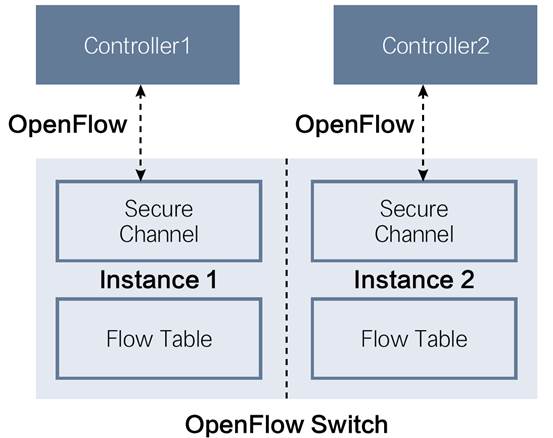 Controller1
Controller2
OpenFlow
OpenFlow
Secure
Channel
Secure
Channel
Instance 1
Instance 2
Flow Table
Flow Table
OpenFlow Switch